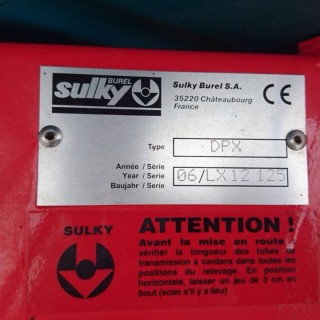 BUREL
sulky
Sulky Burel S.A.
35220 Châteaubourg
France
CE
Type DPX
Année / Série
Year / Serie 06/LX12 125
Baujahr / Serie
SULKY
ATTENTION !
Avant la mise en route
vérifier la longueur des tubes de
transmission à cardans dans toutes les
positions du relevage. En position
horizontale, laisser un jeu de 3 cm en
bout (scier s'il y a lieu)